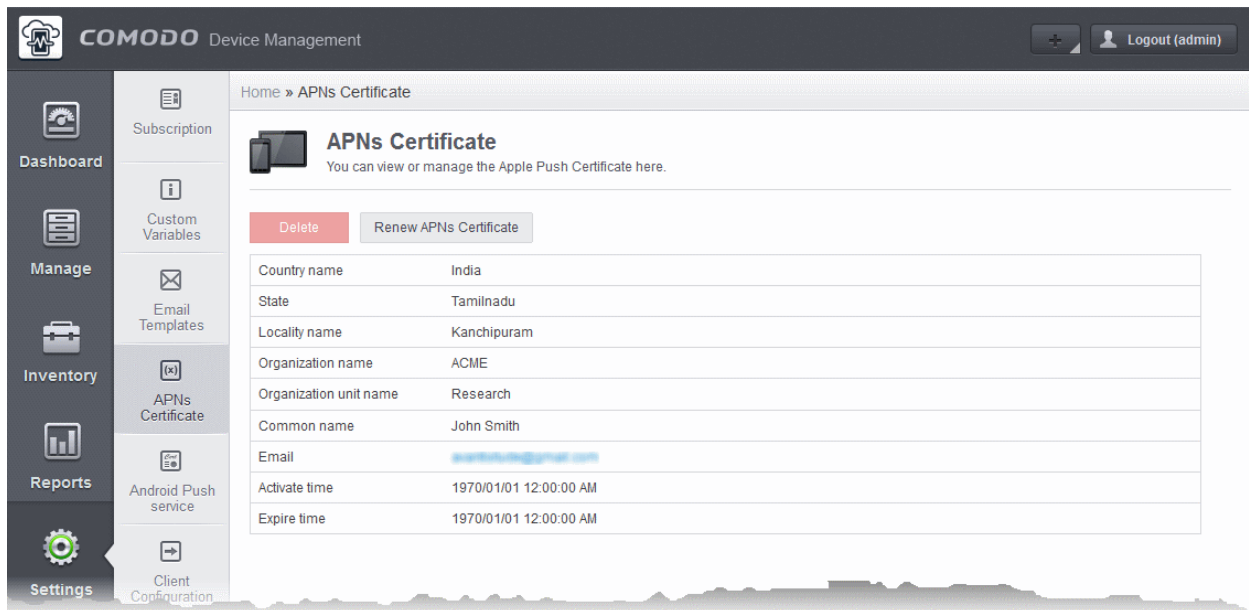 COMODO Device Management
Logout (admin)
Dashboard
Manage
Inventory
Reports
Settings
Subscription
Custom
Variables
Email
Templates
APNs
Certificate
Android Push
service
Client
Configuration
Home » APNs Certificate
APNs Certificate
You can view or manage the Apple Push Certificate here.
Delete
Renew APNs Certificate
Country name India
State Tamilnadu
Locality name Kanchipuram
Organization name ACME
Organization unit name Research
Common name John Smith
Email
Activate time 1970/01/01 12:00:00 AM
Expire time 1970/01/01 12:00:00 AM